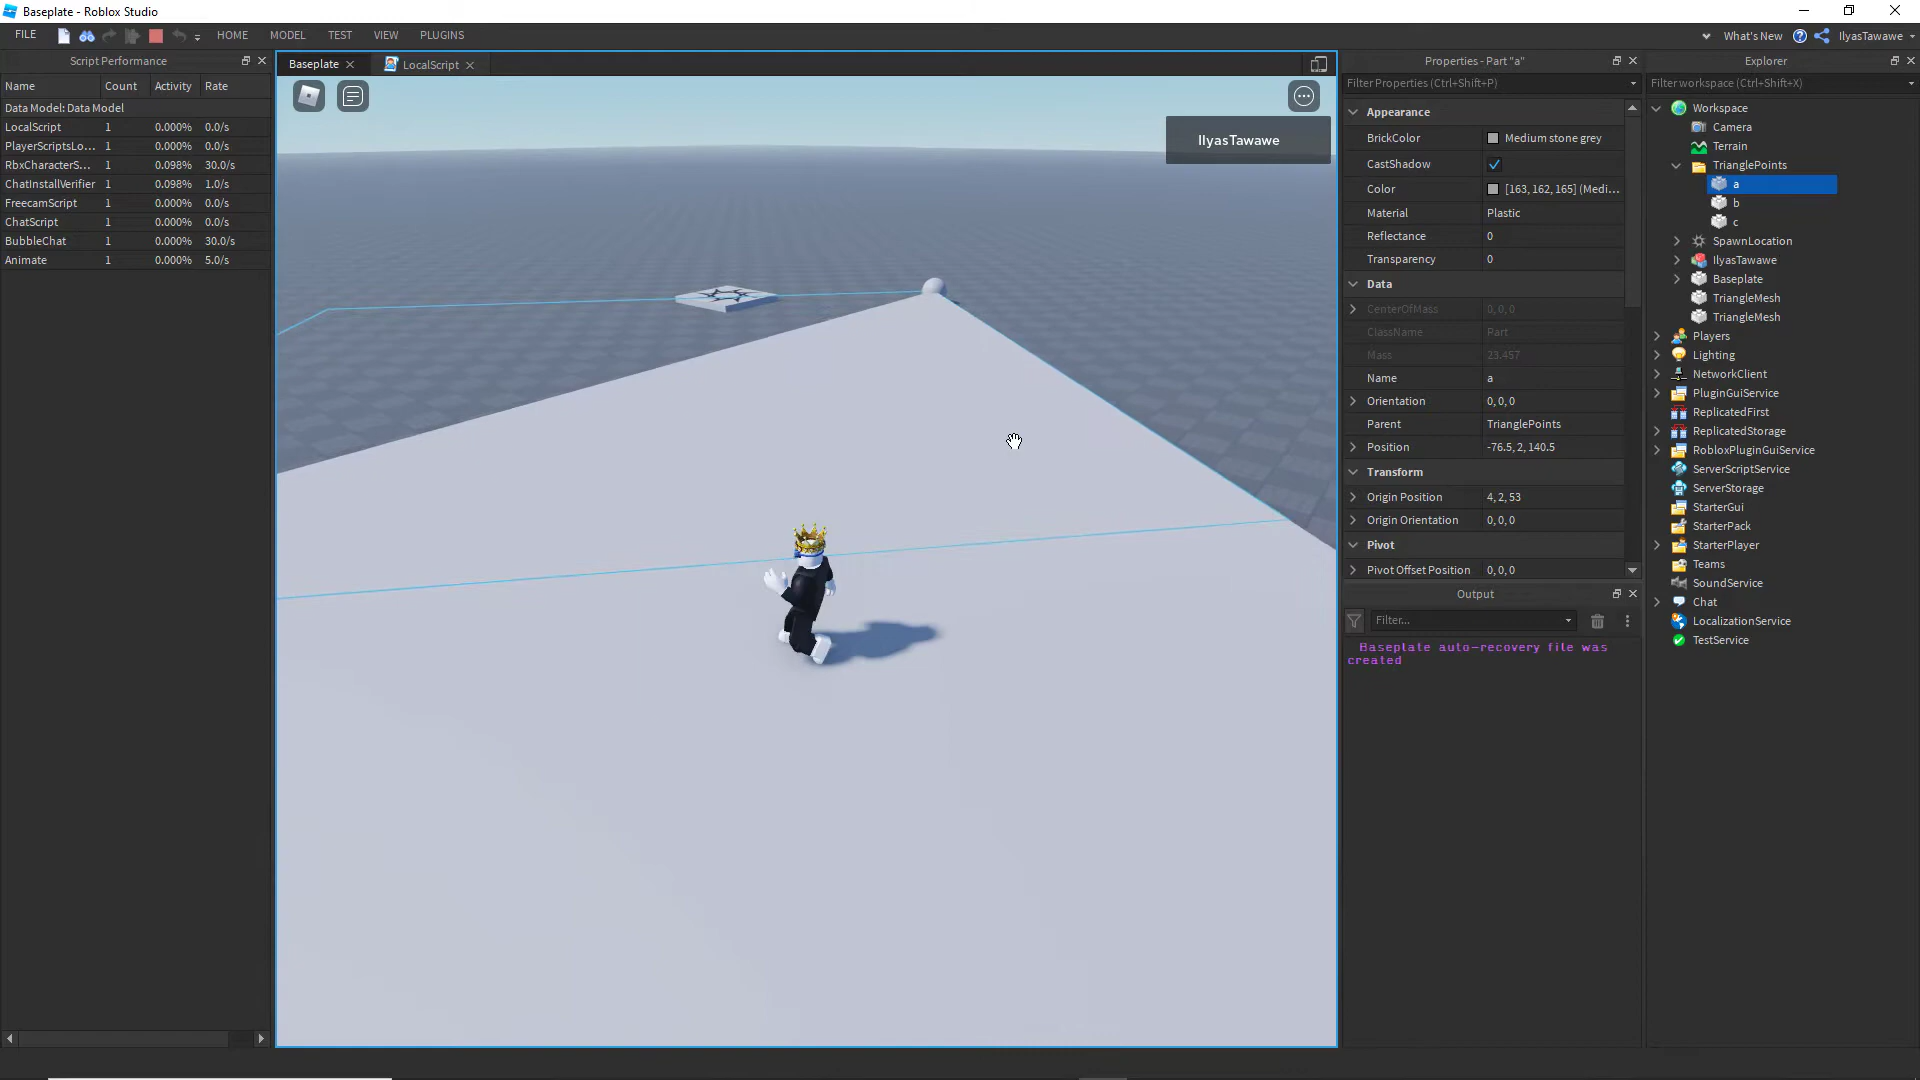 Baseplate - Roblox Studio
FILE
HOME
MODEL
TEST
VIEW
PLUGINS
What's New
IlyasTawawe
Script Performance
Name Count Activity Rate
Data Model: Data Model
LocalScript 1 0.000% 0.0/s
PlayerScriptsLo... 1 0.000% 0.0/s
RbxCharacterS... 1 0.098% 30.0/s
ChatInstallVerifier 1 0.098% 1.0/s
FreecamScript 1 0.000% 0.0/s
ChatScript 1 0.000% 0.0/s
BubbleChat 1 0.000% 30.0/s
Animate 1 0.000% 5.0/s
Baseplate
LocalScript
IlyasTawawe
Properties - Part "a"
Filter Properties (Ctrl+Shift+P)
Appearance
BrickColor Medium stone grey
CastShadow
Color [163, 162, 165] (Medi...
Material Plastic
Reflectance 0
Transparency 0
Data
CenterOfMass 0, 0, 0
ClassName Part
Mass 23.457
Name a
Orientation 0, 0, 0
Parent TrianglePoints
Position -76.5, 2, 140.5
Transform
Origin Position 4, 2, 53
Origin Orientation 0, 0, 0
Pivot
Pivot Offset Position 0, 0, 0
Output
Filter...
Baseplate auto-recovery file was
created
Explorer
Filter workspace (Ctrl+Shift+X)
Workspace
Camera
Terrain
TrianglePoints
a
b
c
SpawnLocation
IlyasTawawe
Baseplate
TriangleMesh
TriangleMesh
Players
Lighting
NetworkClient
PluginGuiService
ReplicatedFirst
ReplicatedStorage
RobloxPluginGuiService
ServerScriptService
ServerStorage
StarterGui
StarterPack
StarterPlayer
Teams
SoundService
Chat
LocalizationService
TestService